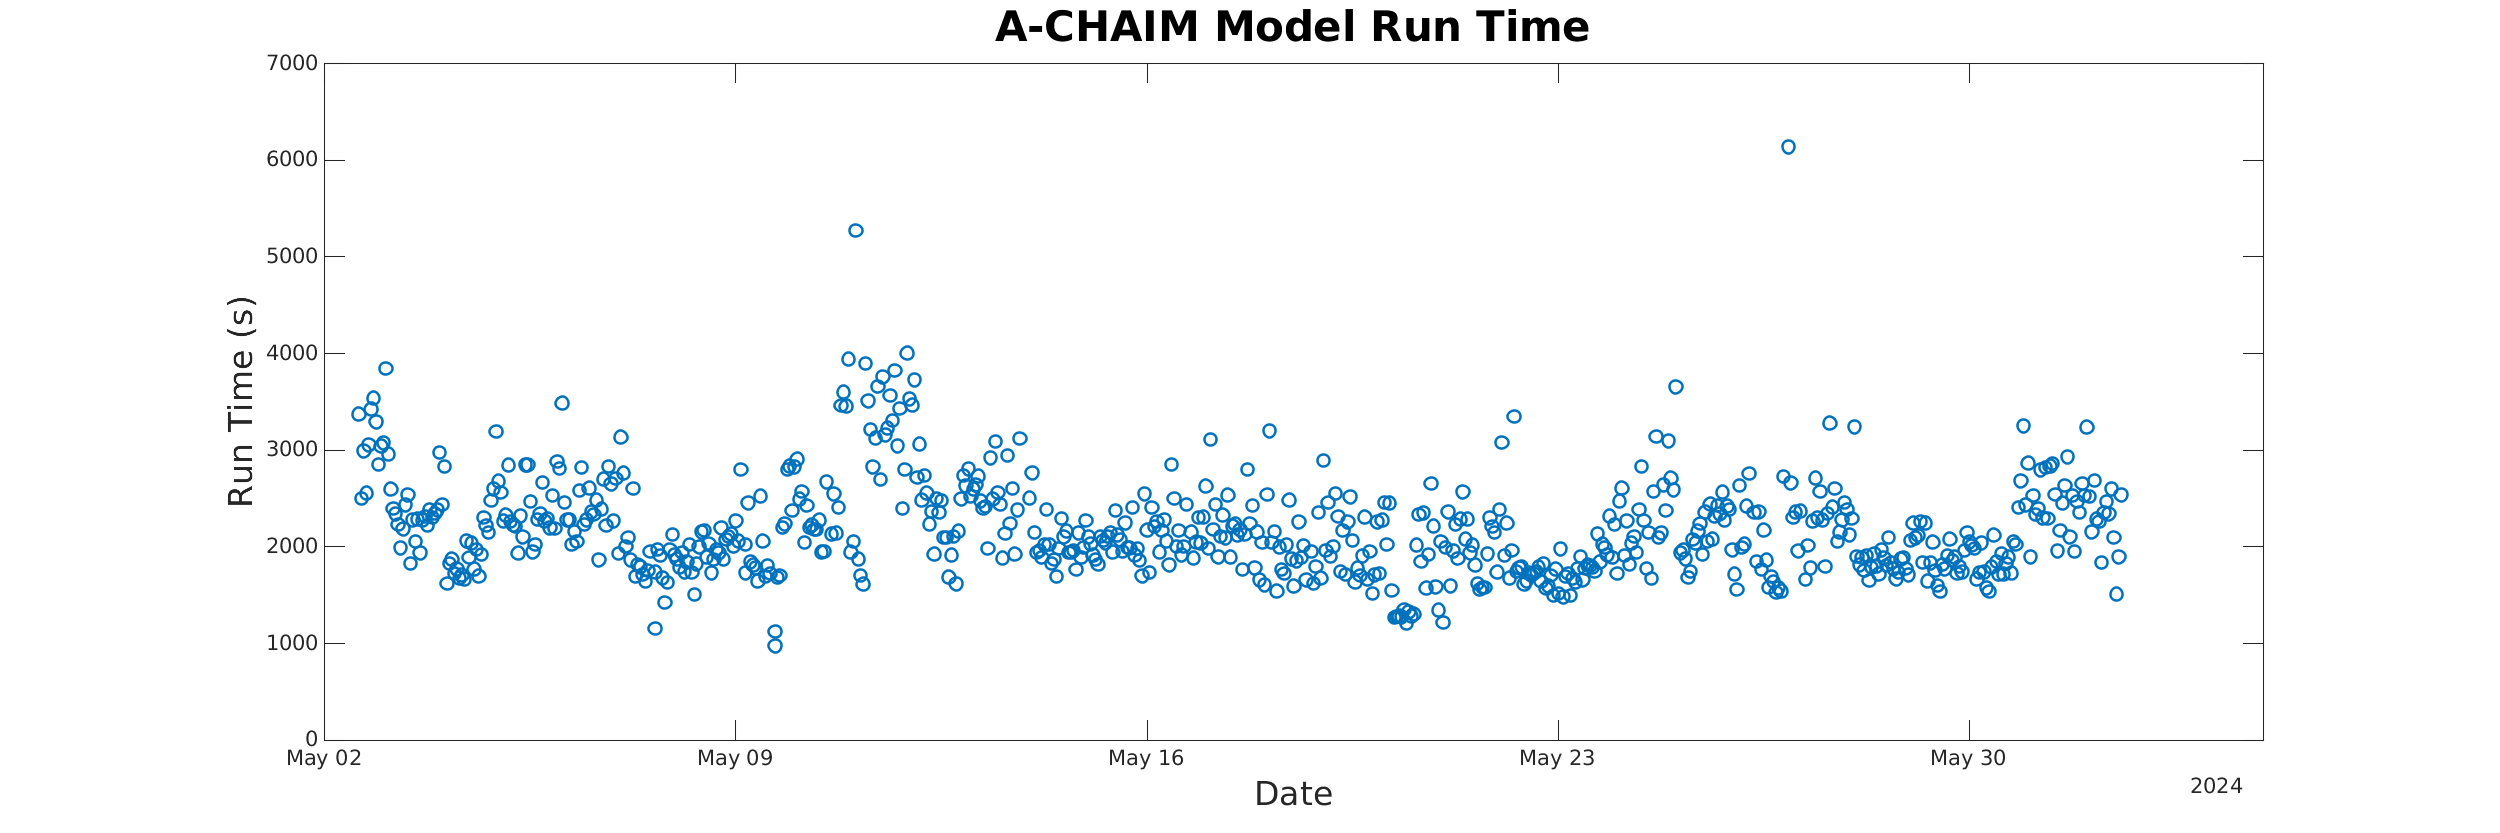 A-CHAIM Model Run Time
7000
6000
5000
4000
3000
2000
1000
0
Run Time (s)
May 02
May 09
May 16
May 23
May 30
Date
2024